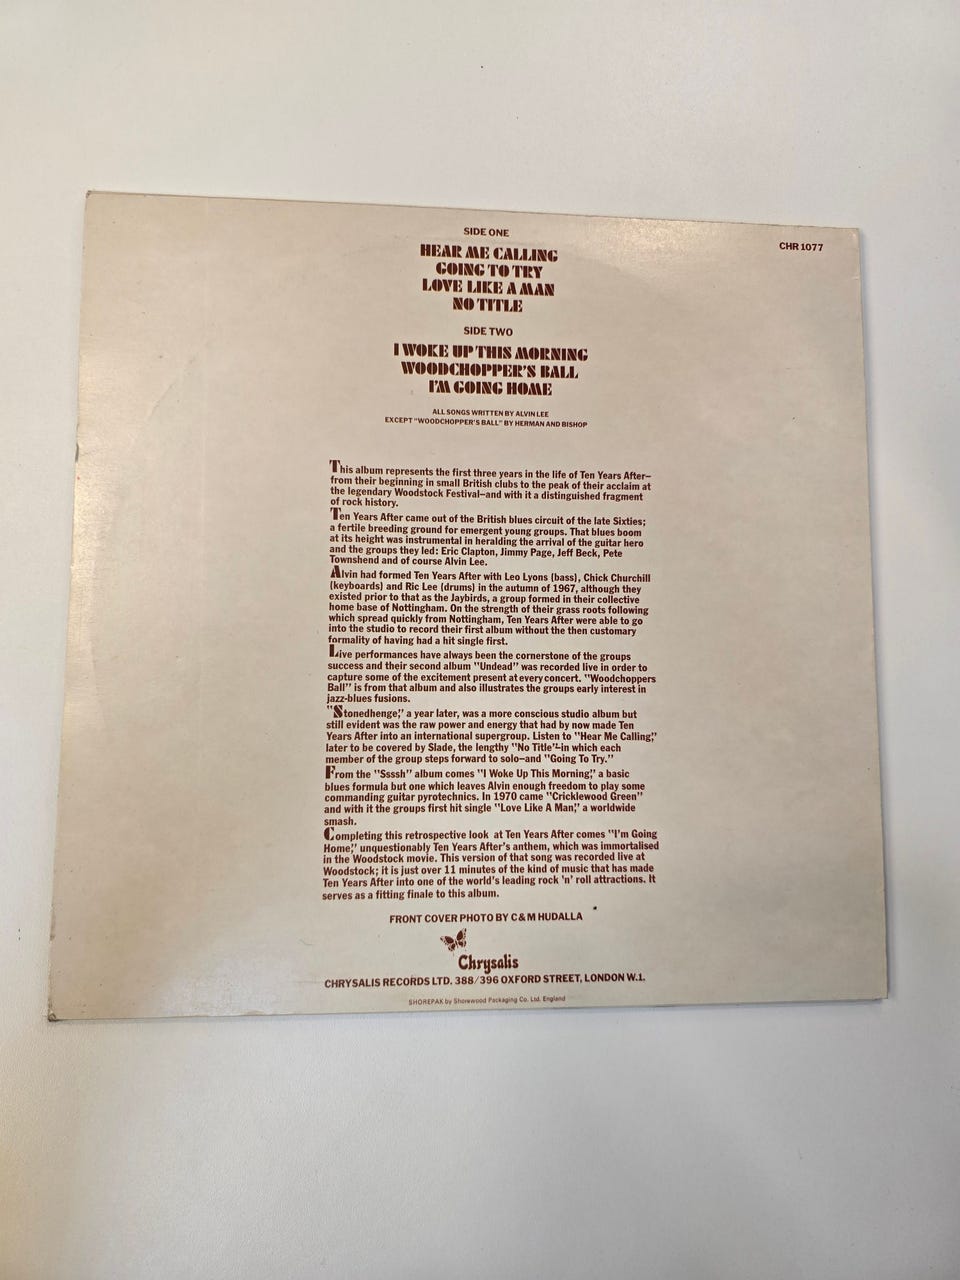 SIDE ONE
CHR 1077
HEAR ME CALLING
GOING TO TRY
LOVE LIKE A MAN
NO TITLE
SIDE TWO
I WOKE UP THIS MORNING
WOODCHOPPER'S BALL
I'M GOING HOME
ALL SONGS WRITTEN BY ALVIN LEE
EXCEPT "WOODCHOPPER'S BALL" BY HERMAN AND BISHOP
This album represents the first three years in the life of Ten Years After—
from their beginning in small British clubs to the peak of their acclaim at
the legendary Woodstock Festival—and with it a distinguished fragment
of rock history.
Ten Years After came out of the British blues circuit of the late Sixties;
a fertile breeding ground for emergent young groups. That blues boom
at its height was instrumental in heralding the arrival of the guitar hero
and the groups they led: Eric Clapton, Jimmy Page, Jeff Beck, Pete
Townshend and of course Alvin Lee.
Alvin had formed Ten Years After with Leo Lyons (bass), Chick Churchill
(keyboards) and Ric Lee (drums) in the autumn of 1967, although they
existed prior to that as the Jaybirds, a group formed in their collective
home base of Nottingham. On the strength of their grass roots following
which spread quickly from Nottingham, Ten Years After were able to go
into the studio to record their first album without the then customary
formality of having had a hit single first.
Live performances have always been the cornerstone of the groups
success and their second album "Undead" was recorded live in order to
capture some of the excitement present at every concert. "Woodchoppers
Ball" is from that album and also illustrates the groups early interest in
jazz-blues fusions.
"Stonedhenge," a year later, was a more conscious studio album but
still evident was the raw power and energy that had by now made Ten
Years After into an international supergroup. Listen to "Hear Me Calling,"
later to be covered by Slade, the lengthy "No Title"—in which each
member of the group steps forward to solo—and "Going To Try."
From the "Ssssh" album comes "I Woke Up This Morning," a basic
blues formula but one which leaves Alvin enough freedom to play some
commanding guitar pyrotechnics. In 1970 came "Cricklewood Green"
and with it the groups first hit single "Love Like A Man," a worldwide
smash.
Completing this retrospective look at Ten Years After comes "I'm Going
Home," unquestionably Ten Years After's anthem, which was immortalised
in the Woodstock movie. This version of that song was recorded live at
Woodstock; it is just over 11 minutes of the kind of music that has made
Ten Years After into one of the world's leading rock 'n' roll attractions. It
serves as a fitting finale to this album.
FRONT COVER PHOTO BY C&M HUDALLA
Chrysalis
CHRYSALIS RECORDS LTD. 388/396 OXFORD STREET, LONDON W.1.
SHOREPAK by Shorewood Packaging Co. Ltd. England